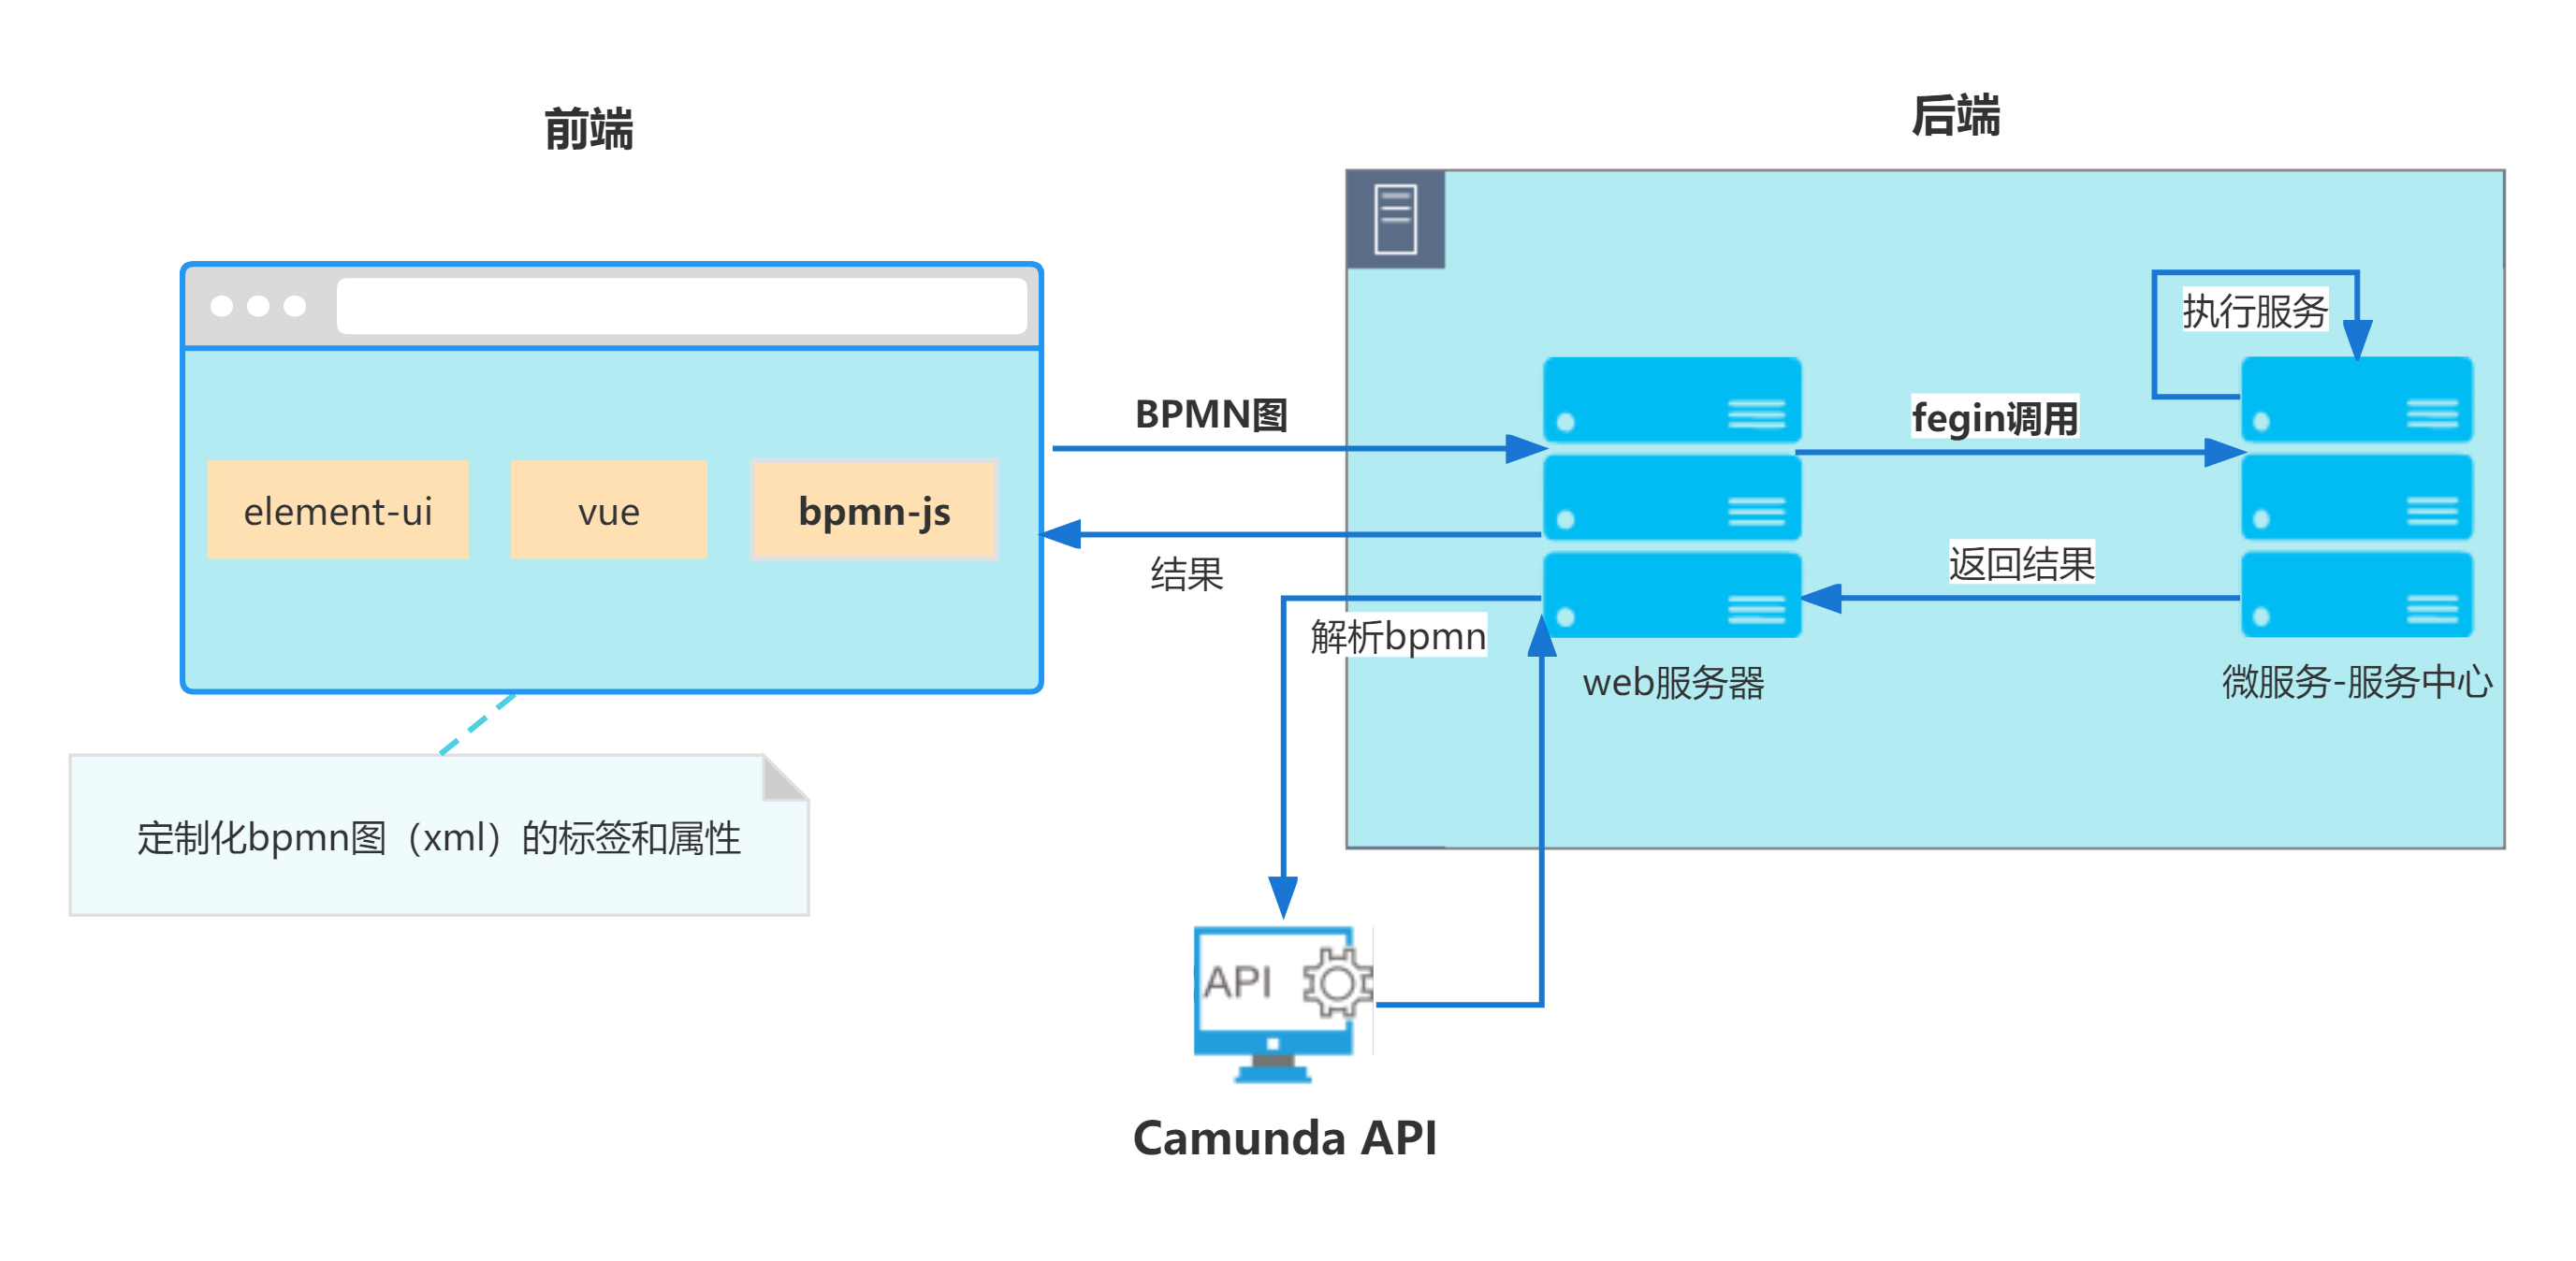 前端
后端
执行服务
BPMN图
fegin调用
element-ui
vue
bpmn-js
结果
返回结果
解析bpmn
web服务器
微服务-服务中心
定制化bpmn图（xml）的标签和属性
API
Camunda API